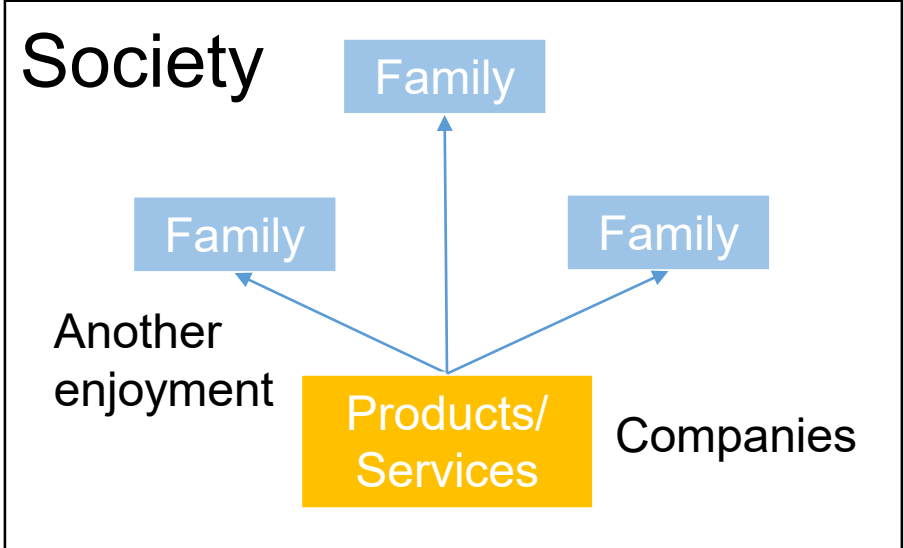 Society
Family
Family
Family
Another
enjoyment
Products/
Services
Companies